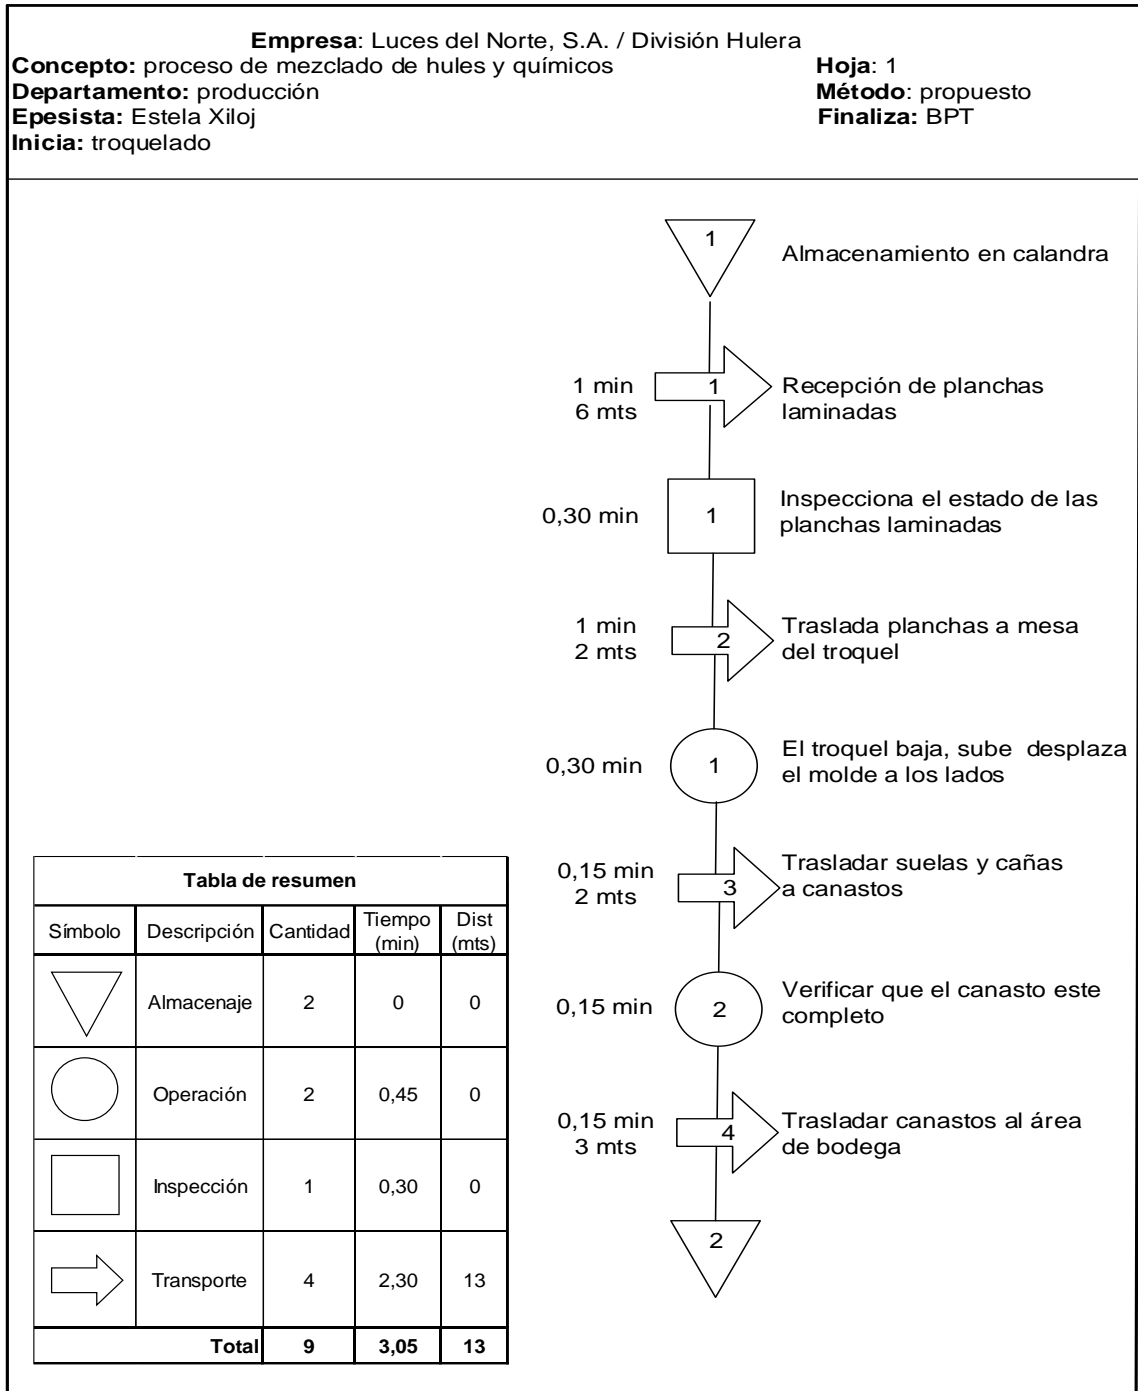 Empresa: Luces del Norte, S.A. / División Hulera
Concepto: proceso de mezclado de hules y químicos
Hoja: 1
Departamento: producción
Método: propuesto
Epesista: Estela Xiloj
Finaliza: BPT
Inicia: troquelado
1
Almacenamiento en calandra
1 min
6 mts
1
Recepción de planchas
laminadas
0,30 min
1
Inspecciona el estado de las
planchas laminadas
1 min
2 mts
2
Traslada planchas a mesa
del troquel
0,30 min
1
El troquel baja, sube desplaza
el molde a los lados
0,15 min
2 mts
3
Trasladar suelas y cañas
a canastos
0,15 min
2
Verificar que el canasto este
completo
0,15 min
3 mts
4
Trasladar canastos al área
de bodega
2
Tabla de resumen
Símbolo Descripción Cantidad Tiempo (min) Dist (mts)
Almacenaje 2 0 0
Operación 2 0,45 0
Inspección 1 0,30 0
Transporte 4 2,30 13
Total 9 3,05 13